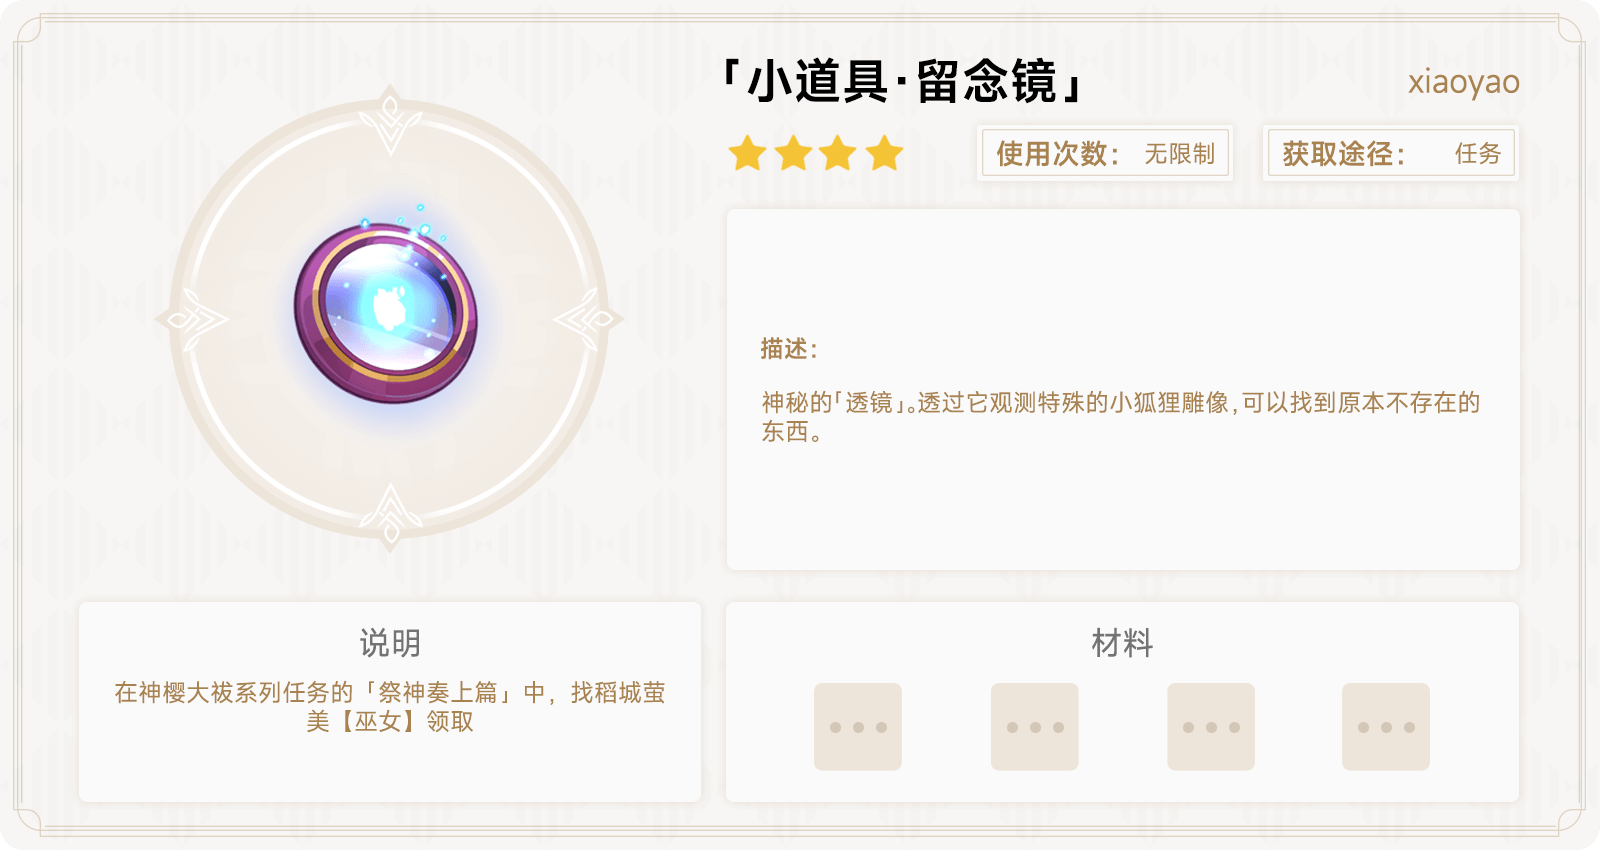 「小道具·留念镜」
xiaoyao
使用次数： 无限制
获取途径： 任务
描述：
神秘的「透镜」。透过它观测特殊的小狐狸雕像,可以找到原本不存在的
东西。
说明
在神樱大祓系列任务的「祭神奏上篇」中，找稻城萤
美【巫女】领取
材料